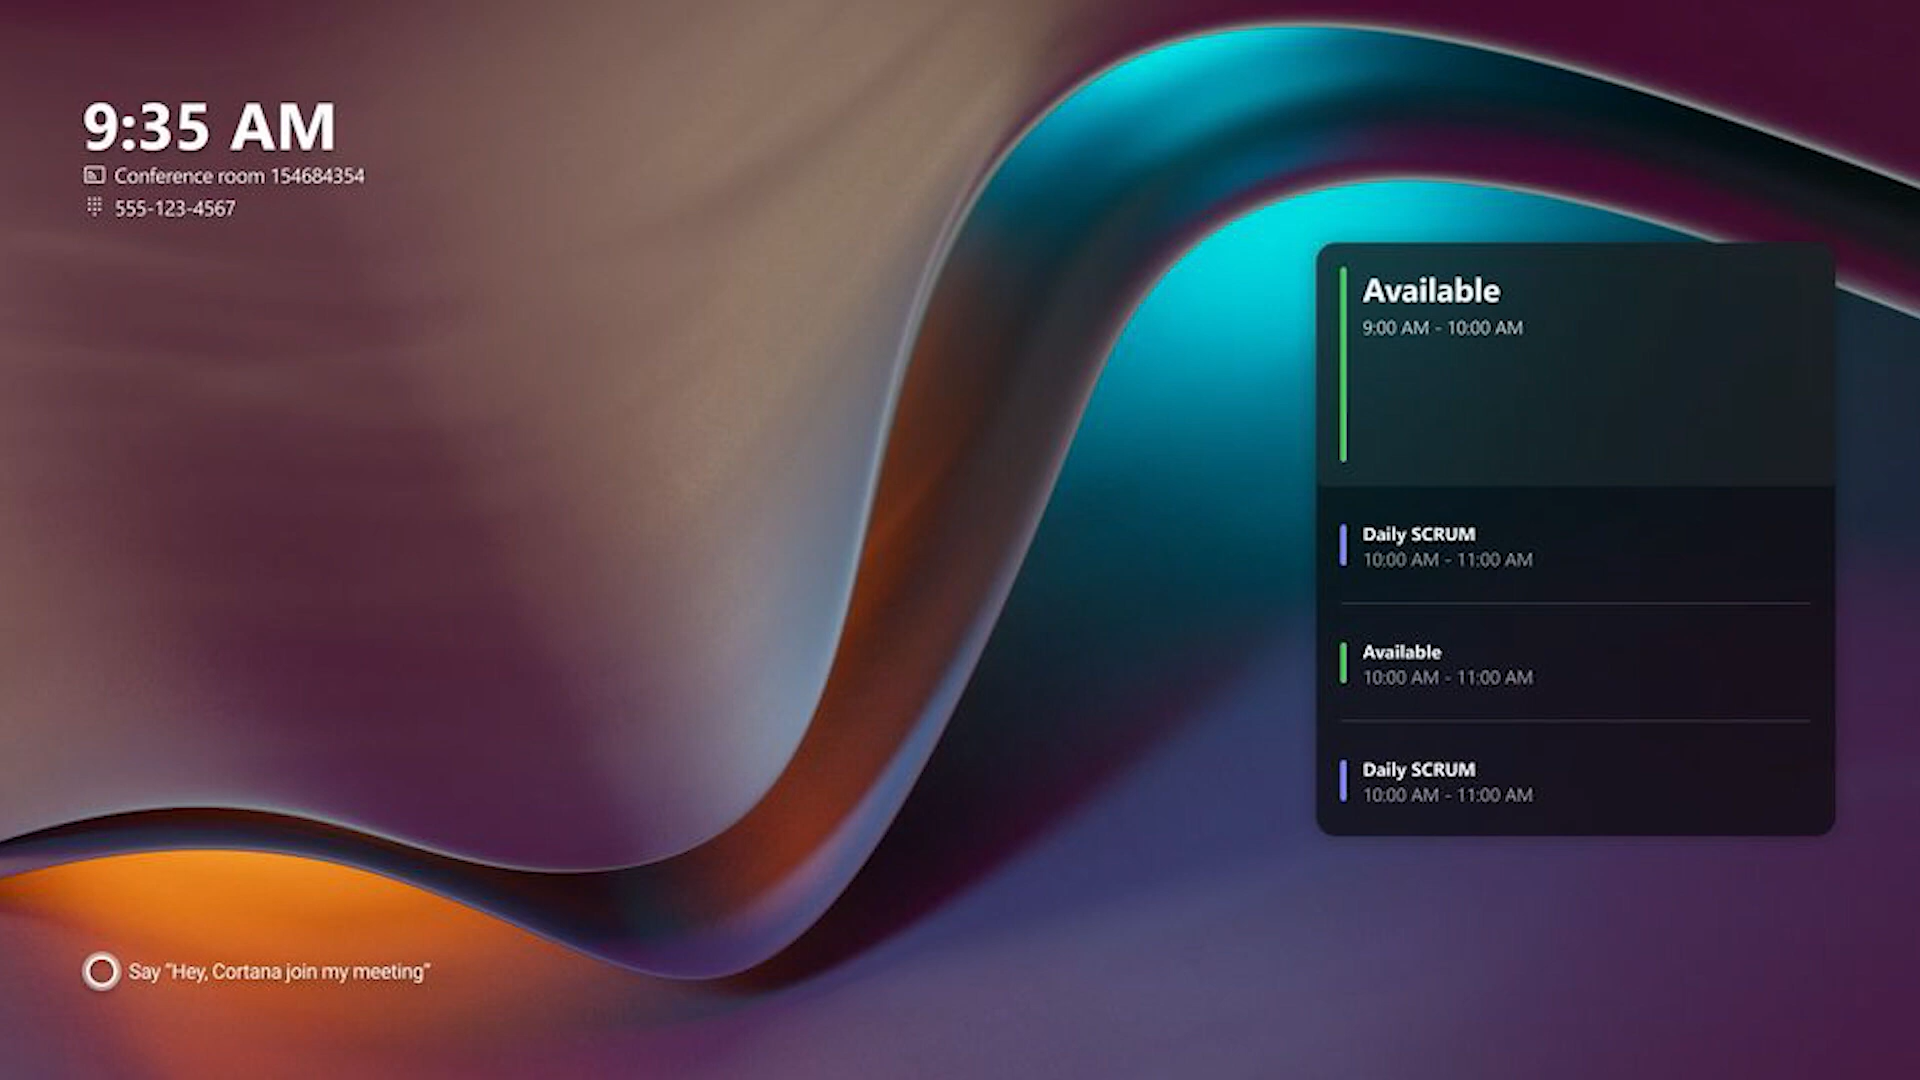 9:35 AM
Conference room 154684354
555-123-4567
Available
9:00 AM - 10:00 AM
Daily SCRUM
10:00 AM - 11:00 AM
Available
10:00 AM - 11:00 AM
Daily SCRUM
10:00 AM - 11:00 AM
Say “Hey, Cortana join my meeting”